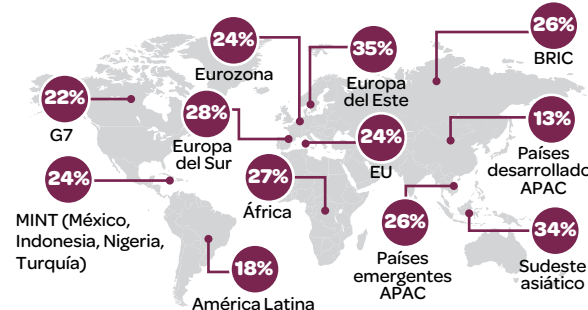 24%
Eurozona
35%
Europa
del Este
26%
BRIC
22%
G7
28%
Europa
del Sur
24%
EU
13%
Países
desarrollado
APAC
24%
MINT (México,
Indonesia, Nigeria,
Turquía)
27%
África
26%
Países
emergentes
APAC
34%
Sudeste
asiático
18%
América Latina